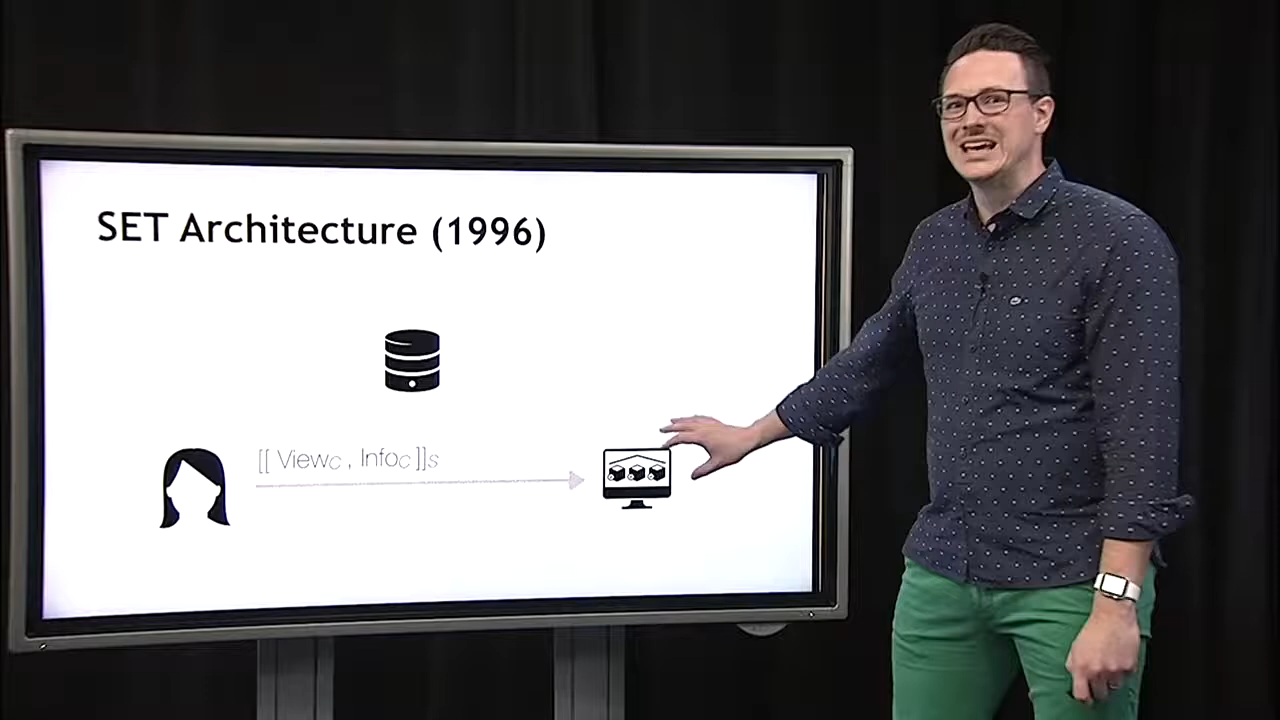 SET Architecture (1996)
[[ Viewc , Infoc ]]s